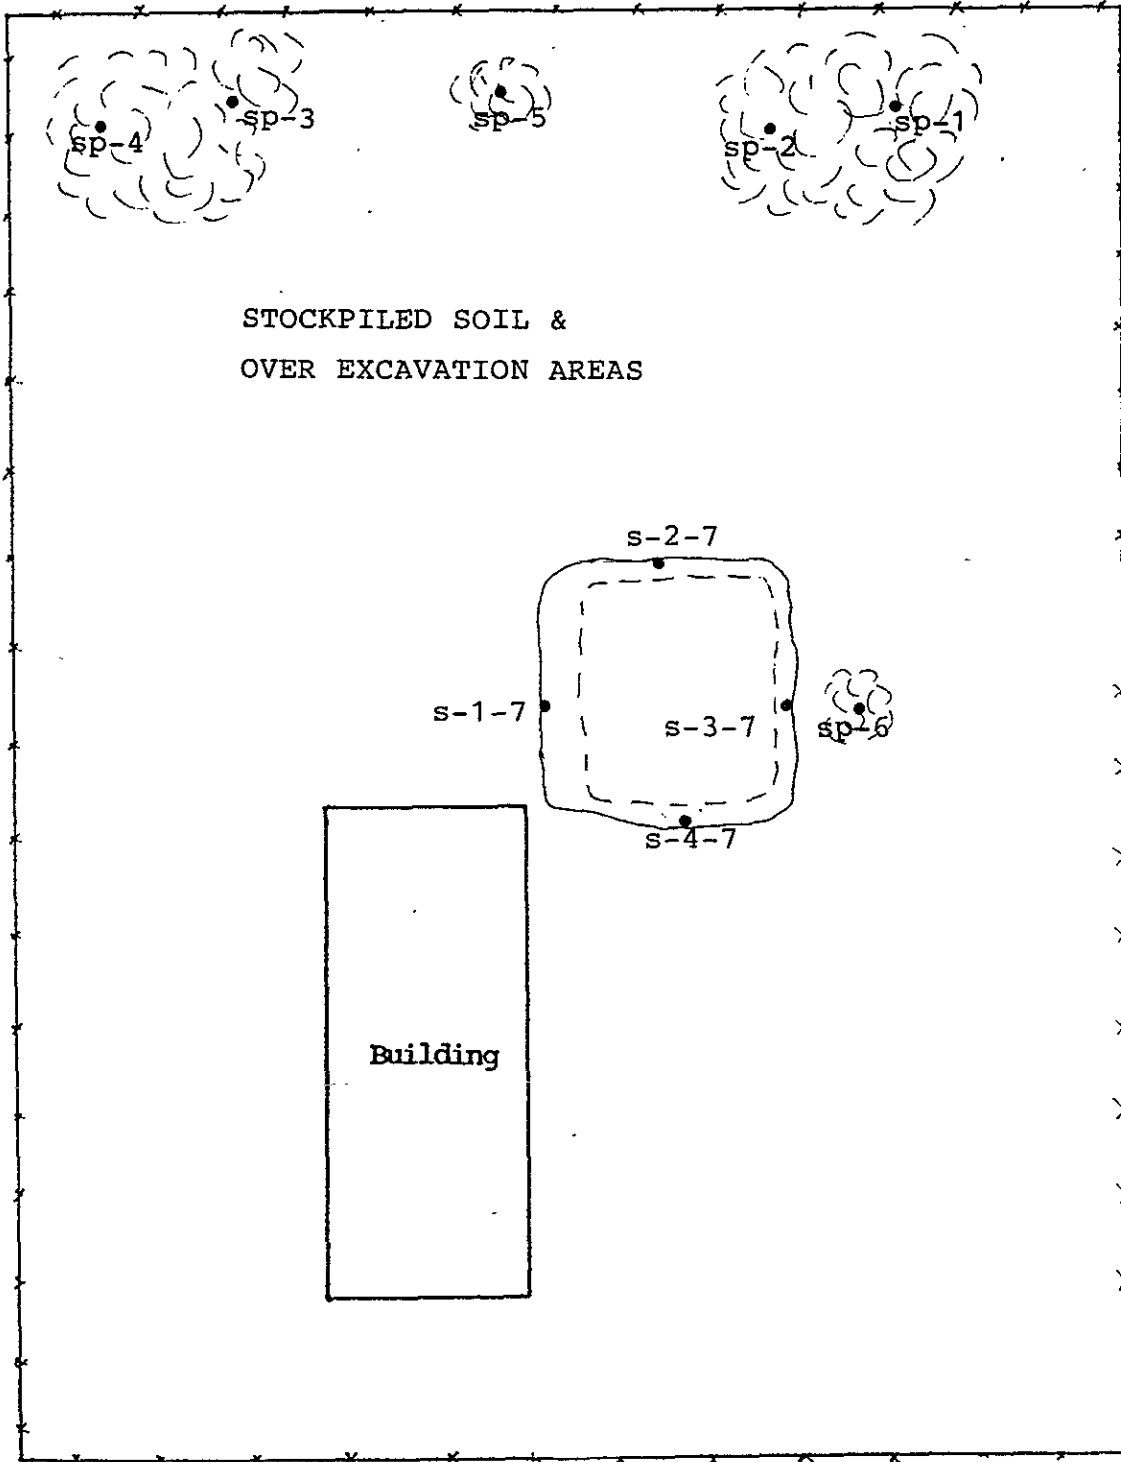 sp-3
sp-4
sp-5
sp-1
sp-2
STOCKPILED SOIL &
OVER EXCAVATION AREAS
s-2-7
s-1-7
s-3-7
sp-6
s-4-7
Building